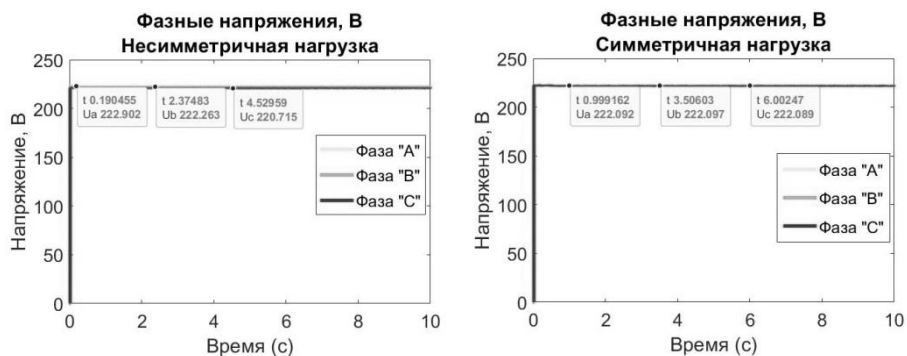 Фазные напряжения, В
Несимметричная нагрузка
Напряжение, В
250
200
150
100
50
0
t 0.190455
Ua 222.902
t 2.37483
Ub 222.263
t 4.52959
Uc 220.715
Фаза "A"
Фаза "B"
Фаза "C"
0 2 4 6 8 10
Время (с)
Фазные напряжения, В
Симметричная нагрузка
Напряжение, В
250
200
150
100
50
0
t 0.999162
Ua 222.092
t 3.50603
Ub 222.097
t 6.00247
Uc 222.089
Фаза "A"
Фаза "B"
Фаза "C"
0 2 4 6 8 10
Время (с)